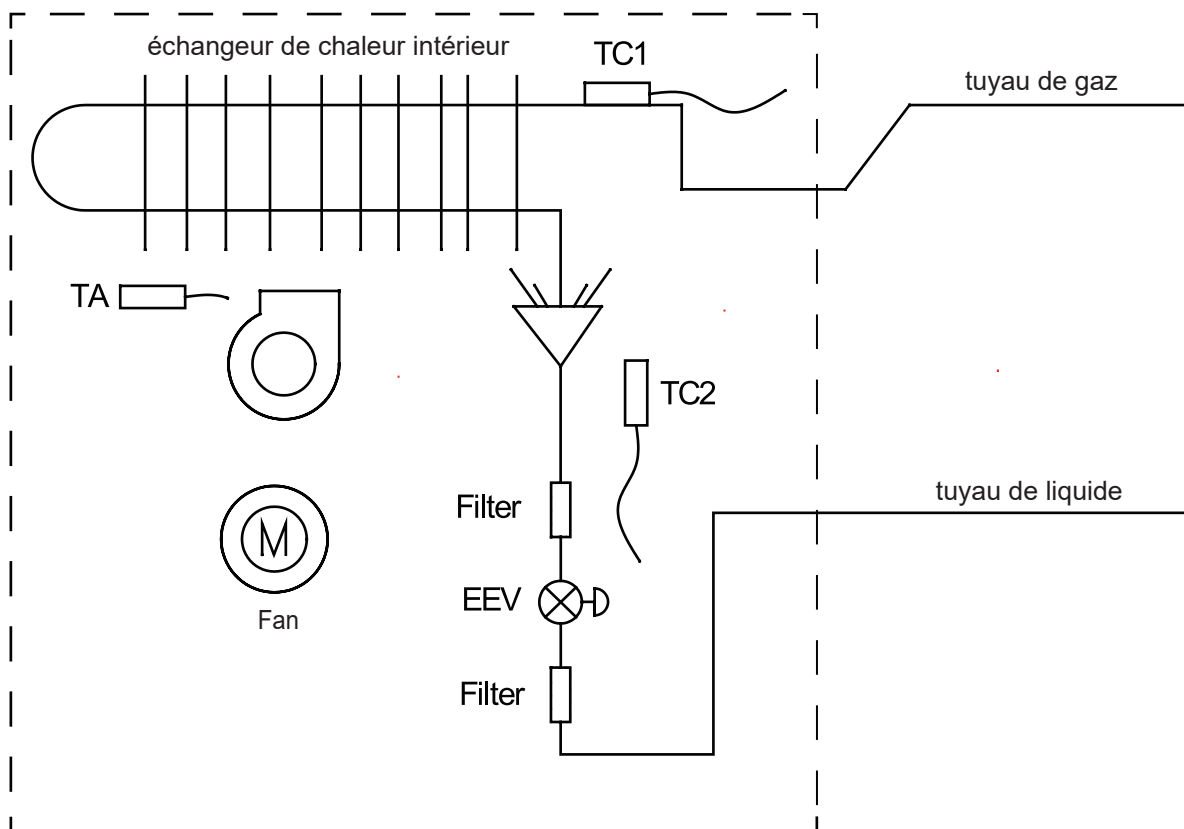 échangeur de chaleur intérieur
TC1
tuyau de gaz
TA
TC2
tuyau de liquide
Filter
M
EEV
Fan
Filter